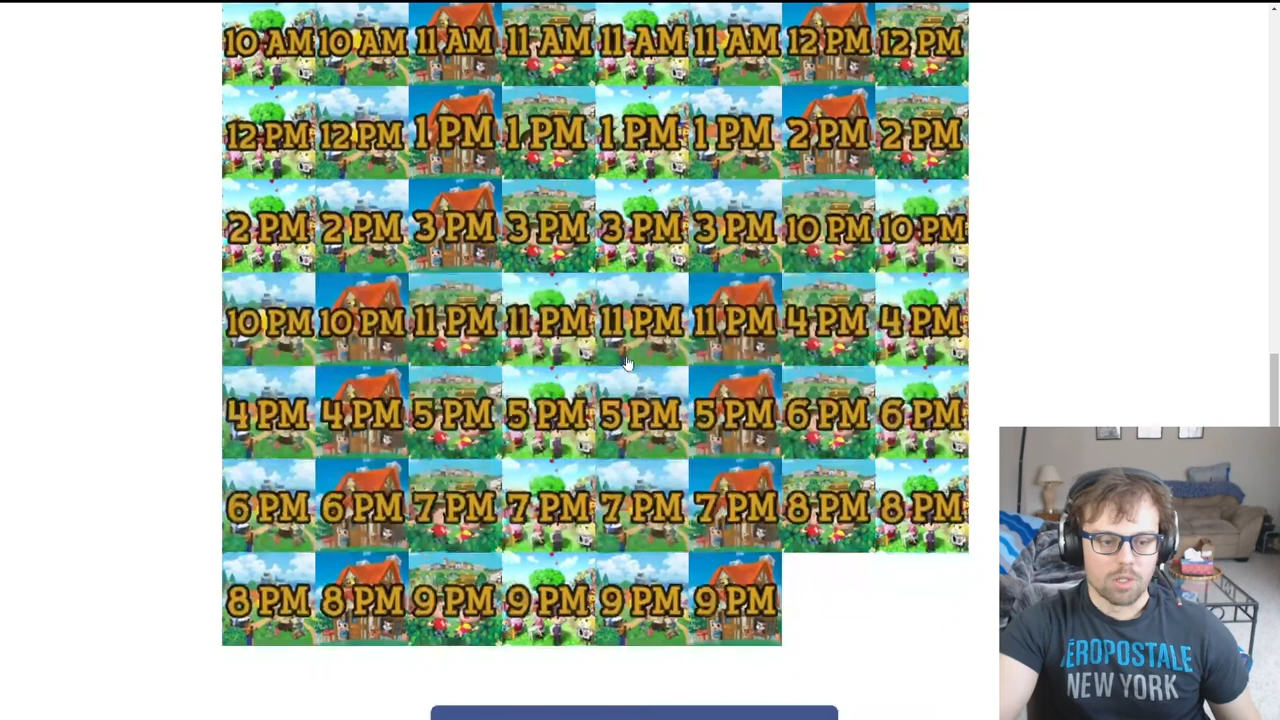 10 AM 10 AM 11 AM 11 AM 11 AM 11 AM 12 PM 12 PM
12 PM 12 PM 1 PM 1 PM 1 PM 1 PM 2 PM 2 PM
2 PM 2 PM 3 PM 3 PM 3 PM 3 PM 10 PM 10 PM
10 PM 10 PM 11 PM 11 PM 11 PM 11 PM 4 PM 4 PM
4 PM 4 PM 5 PM 5 PM 5 PM 5 PM 6 PM 6 PM
6 PM 6 PM 7 PM 7 PM 7 PM 7 PM 8 PM 8 PM
8 PM 8 PM 9 PM 9 PM 9 PM 9 PM
AÉROPOSTALE
NEW YORK